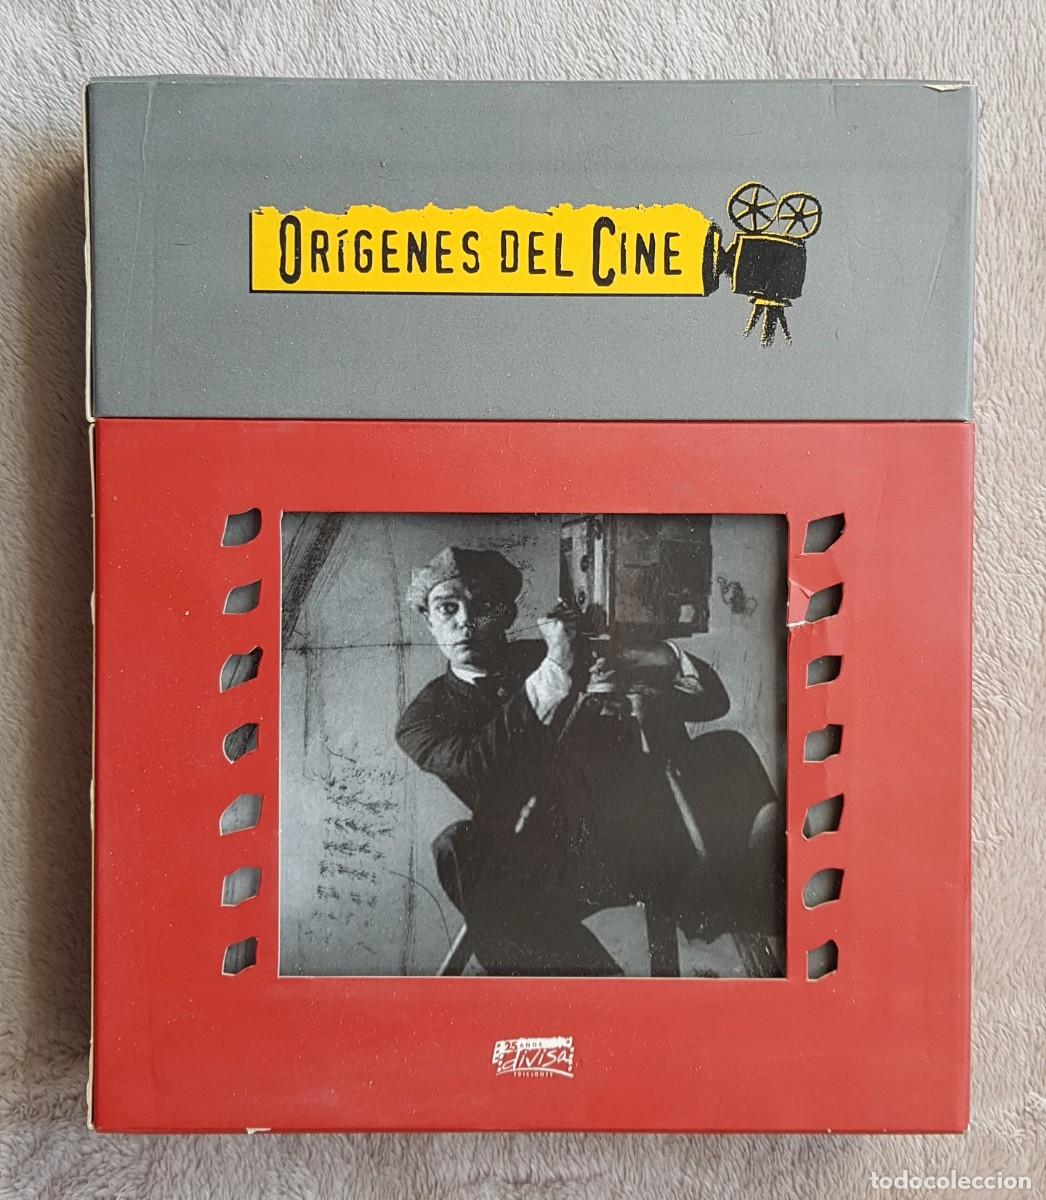 ORÍGENES DEL CINE
25 AÑOS
divisa
EDICIONES
todocoleccion